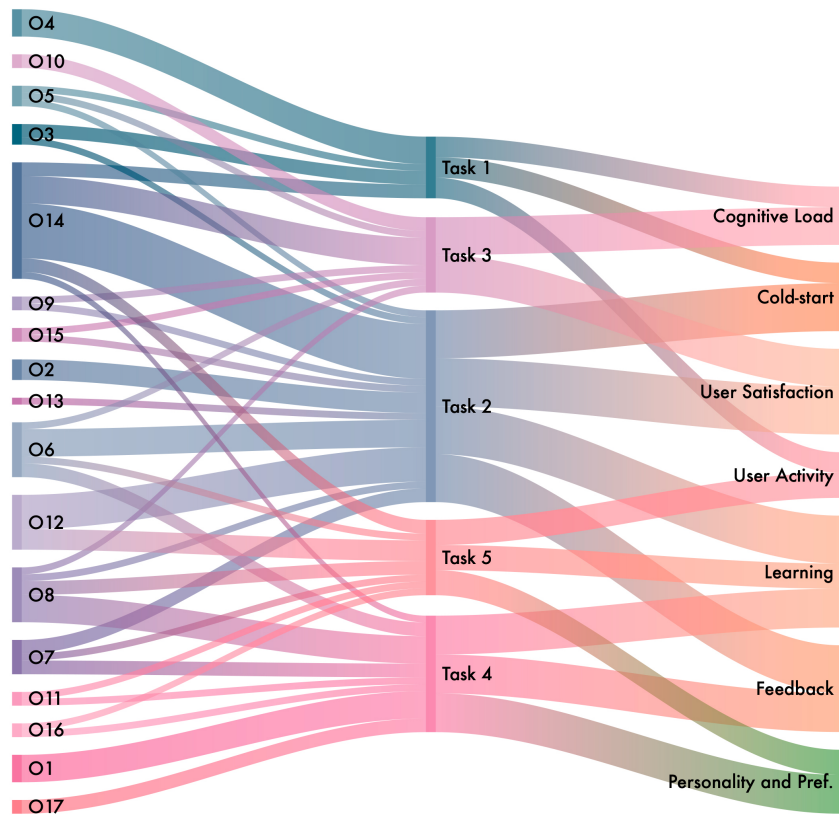 O4
O10
O5
O3
O14
O9
O15
O2
O13
O6
O12
O8
O7
O11
O16
O1
O17
Task 1
Task 3
Task 2
Task 5
Task 4
Cognitive Load
Cold-start
User Satisfaction
User Activity
Learning
Feedback
Personality and Pref.